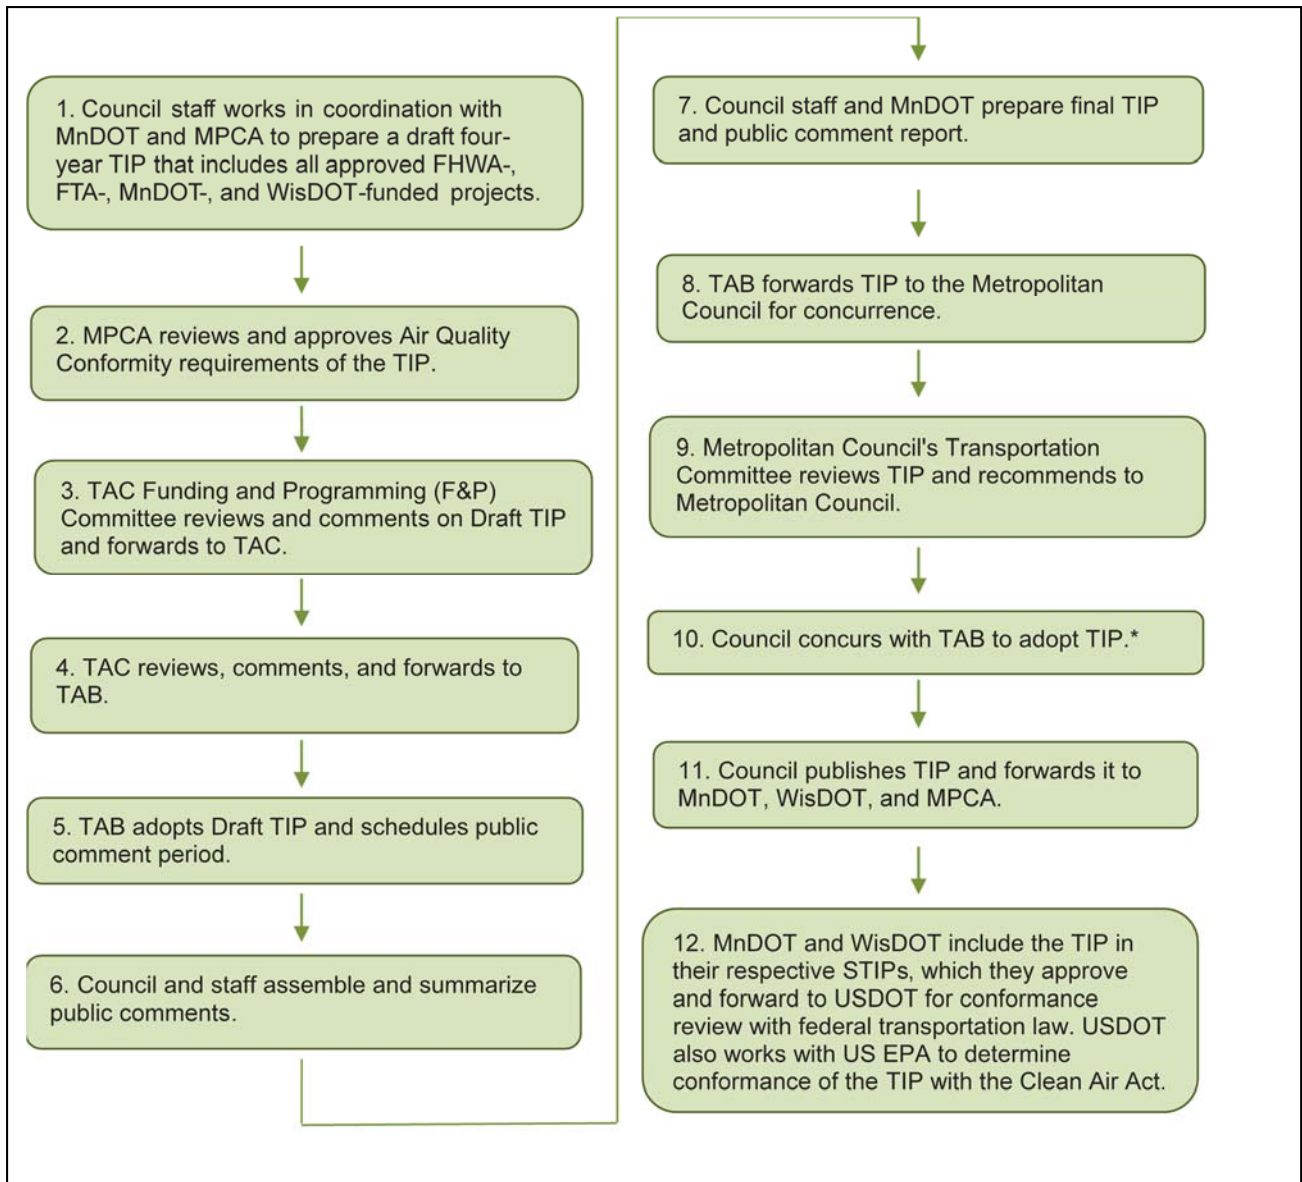 1. Council staff works in coordination with
MnDOT and MPCA to prepare a draft four-
year TIP that includes all approved FHWA-,
FTA-, MnDOT-, and WisDOT-funded projects.
2. MPCA reviews and approves Air Quality
Conformity requirements of the TIP.
3. TAC Funding and Programming (F&P)
Committee reviews and comments on Draft TIP
and forwards to TAC.
4. TAC reviews, comments, and forwards to
TAB.
5. TAB adopts Draft TIP and schedules public
comment period.
6. Council and staff assemble and summarize
public comments.
7. Council staff and MnDOT prepare final TIP
and public comment report.
8. TAB forwards TIP to the Metropolitan
Council for concurrence.
9. Metropolitan Council's Transportation
Committee reviews TIP and recommends to
Metropolitan Council.
10. Council concurs with TAB to adopt TIP.*
11. Council publishes TIP and forwards it to
MnDOT, WisDOT, and MPCA.
12. MnDOT and WisDOT include the TIP in
their respective STIPs, which they approve
and forward to USDOT for conformance
review with federal transportation law. USDOT
also works with US EPA to determine
conformance of the TIP with the Clean Air Act.